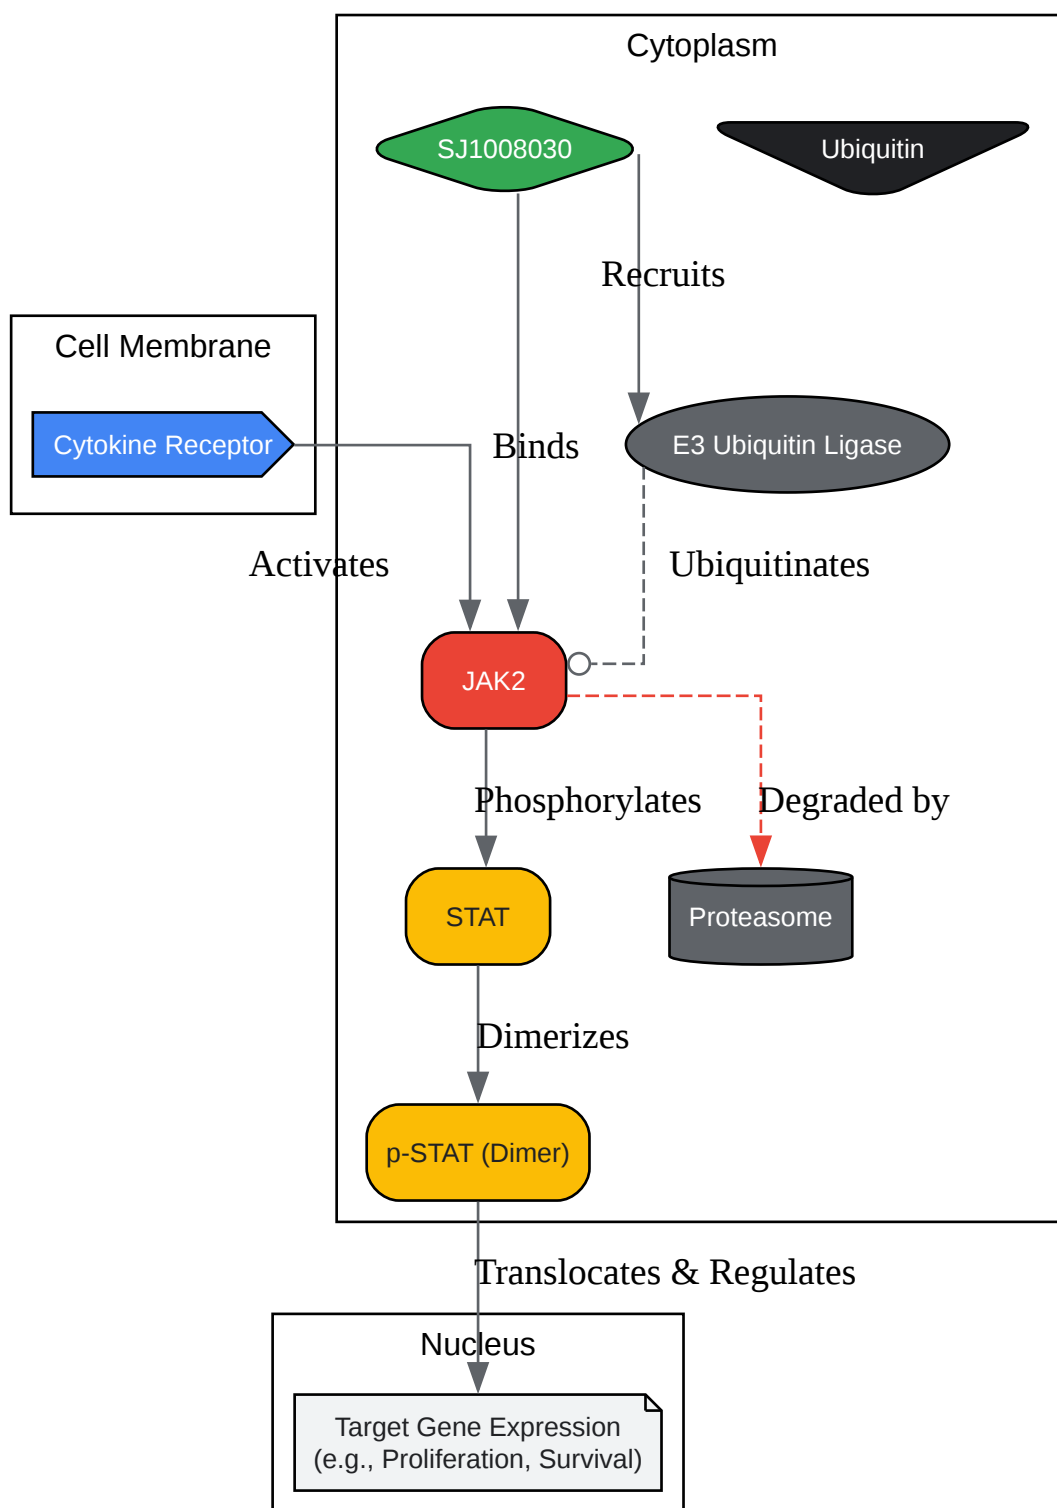 Cytoplasm
SJ1008030
Ubiquitin
Recruits
Cell Membrane
Cytokine Receptor
Binds
E3 Ubiquitin Ligase
Activates
Ubiquitinates
JAK2
Phosphorylates
Degraded by
STAT
Proteasome
Dimerizes
p-STAT (Dimer)
Translocates & Regulates
Nucleus
Target Gene Expression
(e.g., Proliferation, Survival)